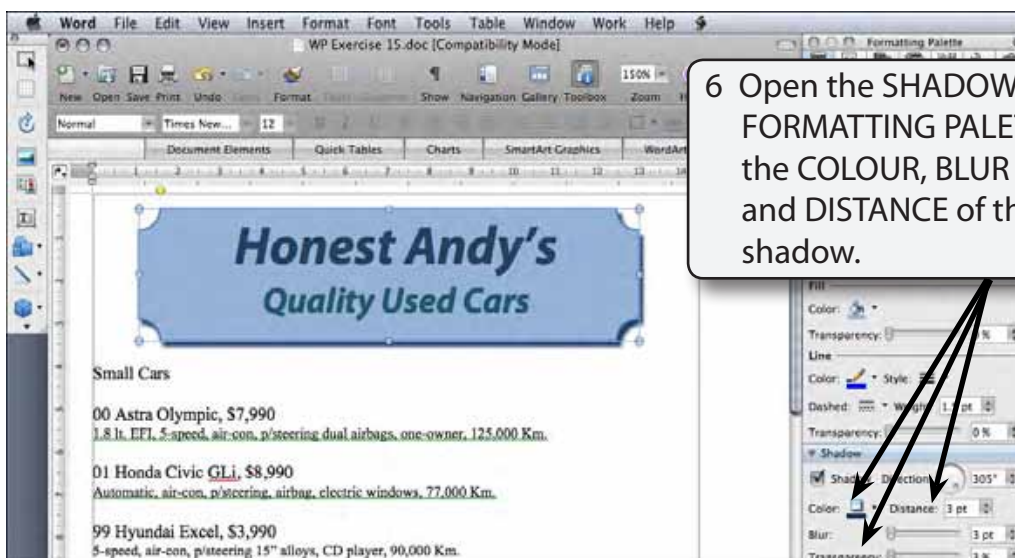 Word File Edit View Insert Format Font Tools Table Window Work Help
WP Exercise 15.doc [Compatibility Mode]
Formatting Palette
New Open Save Print Undo Format Show Navigation Gallery Toolbox Zoom
150%
Normal Times New... 12
Document Elements Quick Tables Charts SmartArt Graphics WordArt
6 Open the SHADOW
FORMATTING PALET
the COLOUR, BLUR
and DISTANCE of th
shadow.
Honest Andy's
Quality Used Cars
Small Cars
00 Astra Olympic, $7,990
1.8 lt, EFI, 5-speed, air-con, p/steering dual airbags, one-owner, 125,000 Km.
01 Honda Civic GLi, $8,990
Automatic, air-con, p/steering, airbag, electric windows, 77,000 Km.
99 Hyundai Excel, $3,990
5-speed, air-con, p/steering 15" alloys, CD player, 90,000 Km.
Fill
Color:
Transparency: %
Line
Color: Style:
Dashed: Weight: 1.5 pt
Transparency: 0 %
Shadow
Shadow Direction: 305°
Color: Distance: 3 pt
Blur: 3 pt